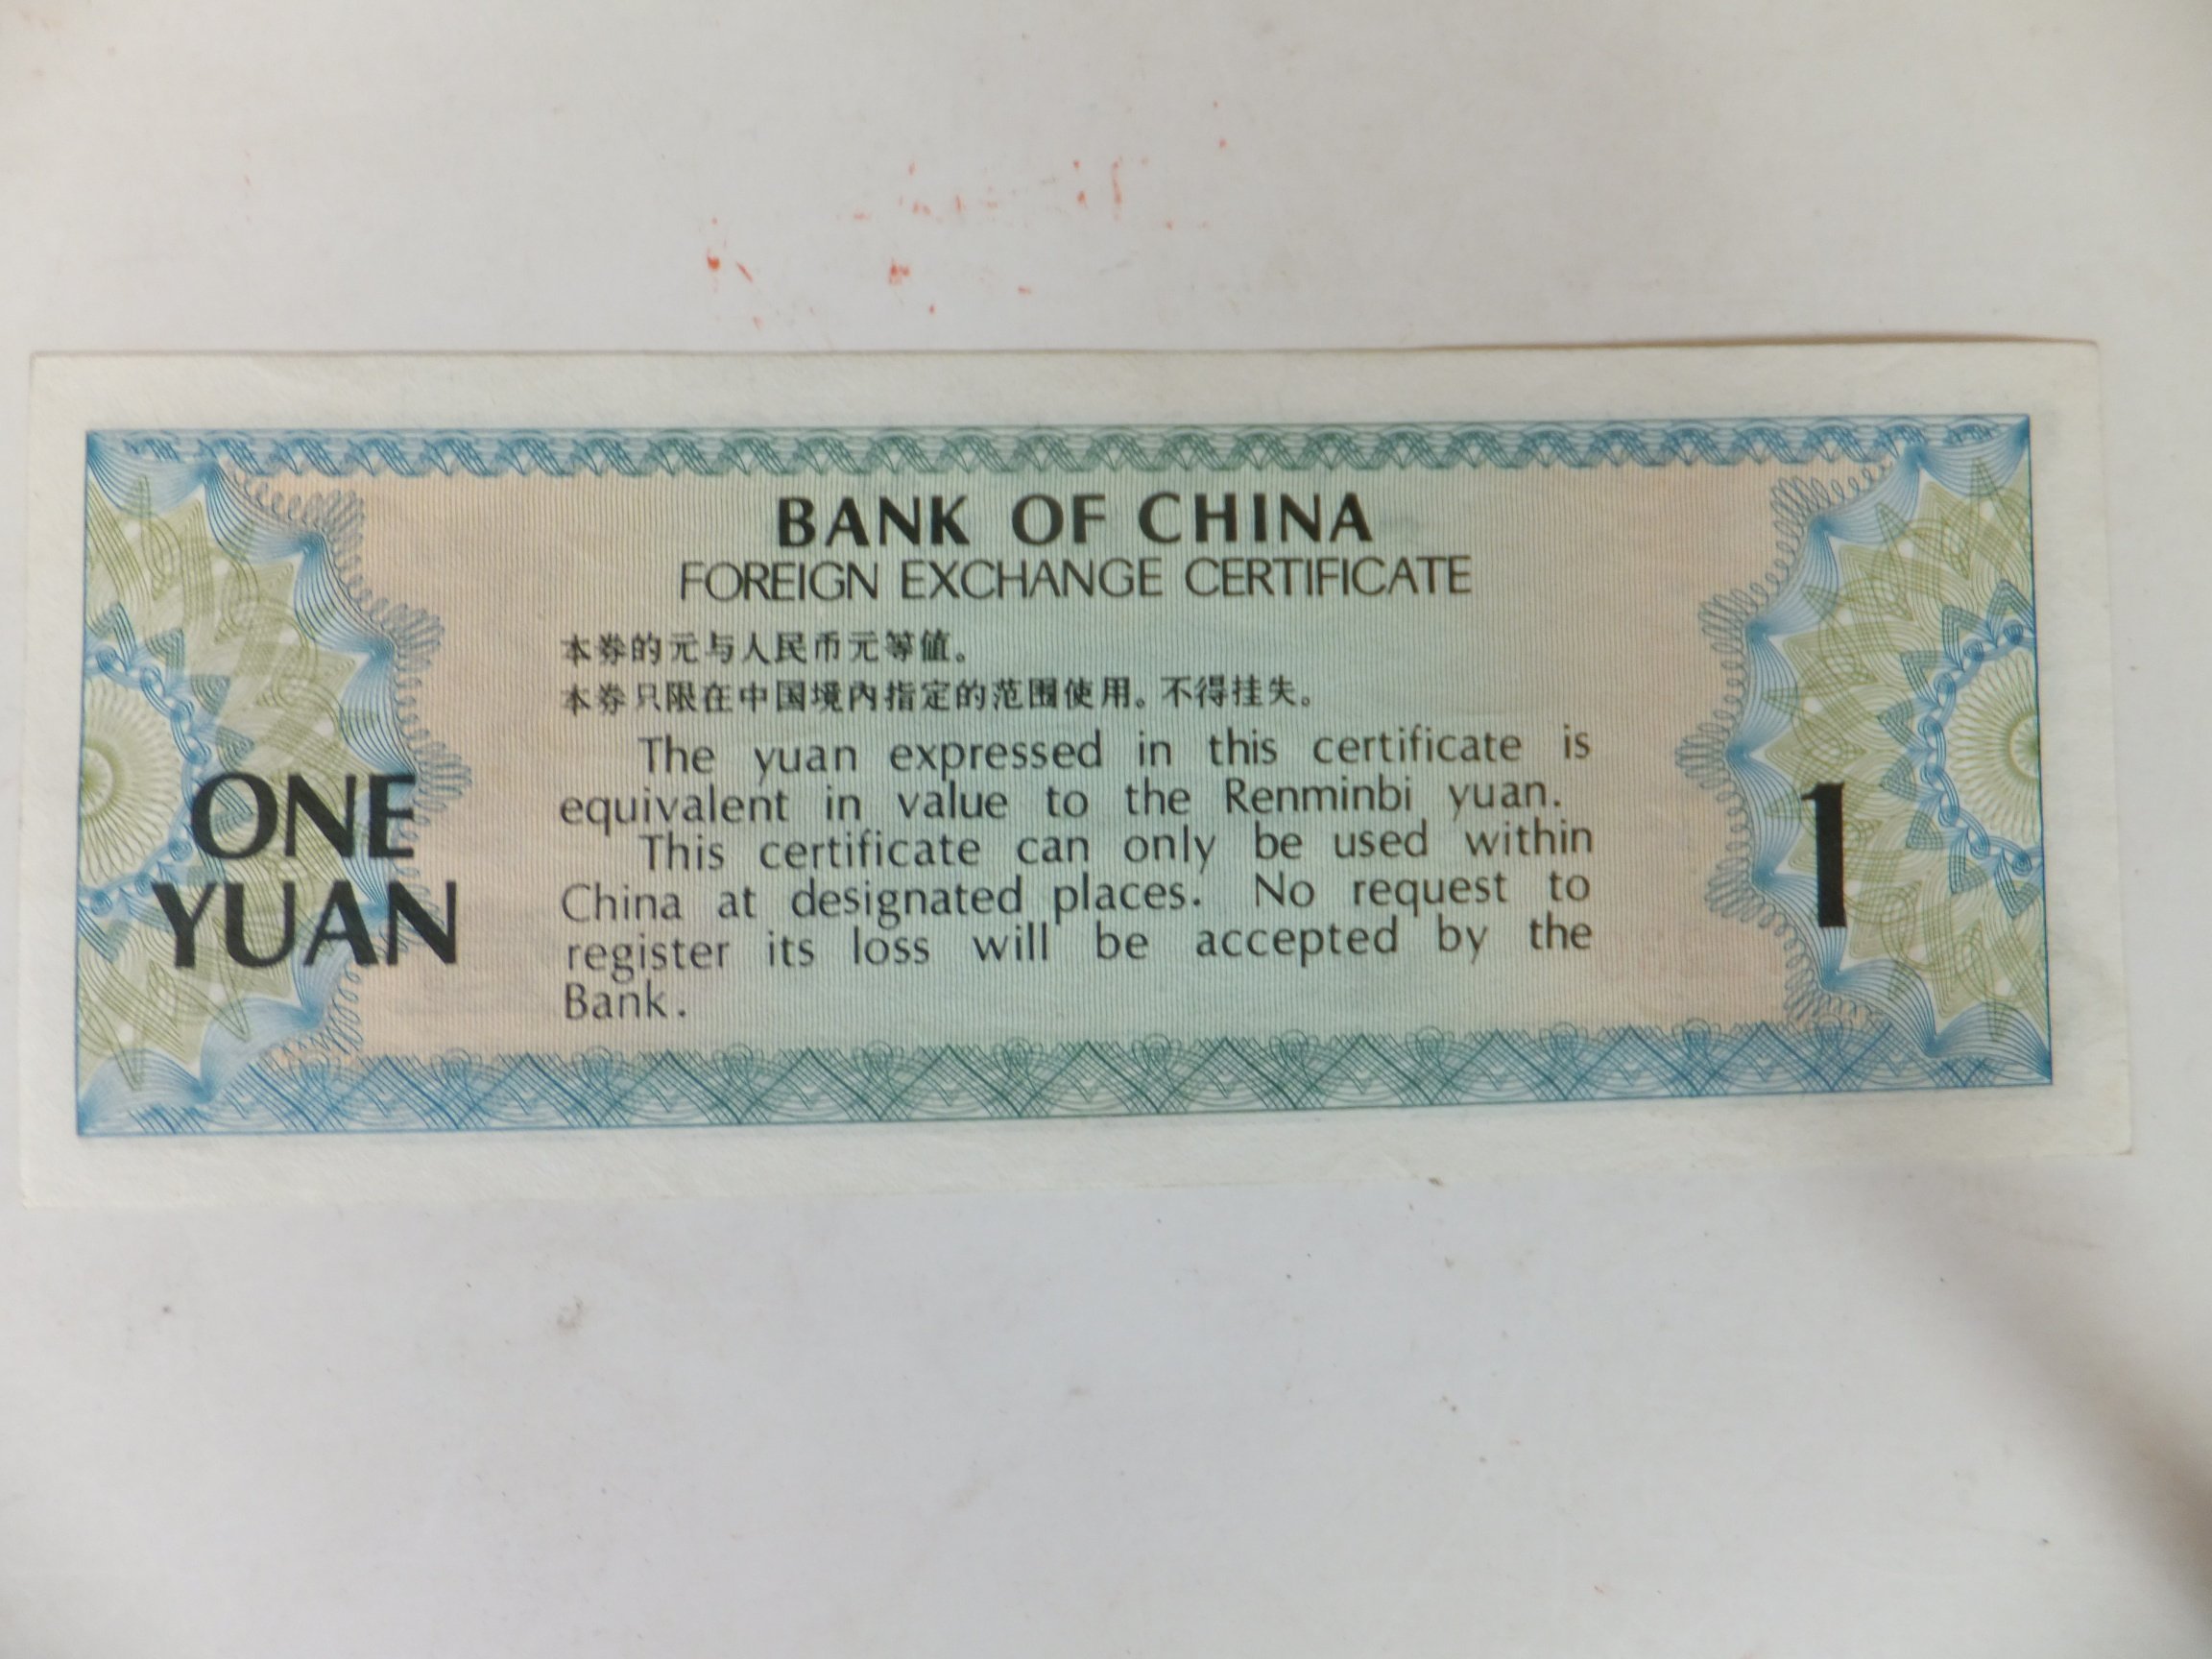 BANK OF CHINA
FOREIGN EXCHANGE CERTIFICATE
本券的元与人民币元等值。
本券只限在中国境内指定的范围使用。不得挂失。
The yuan expressed in this certificate is
equivalent in value to the Renminbi yuan.
This certificate can only be used within
China at designated places. No request to
register its loss will be accepted by the
Bank.
ONE
YUAN
1